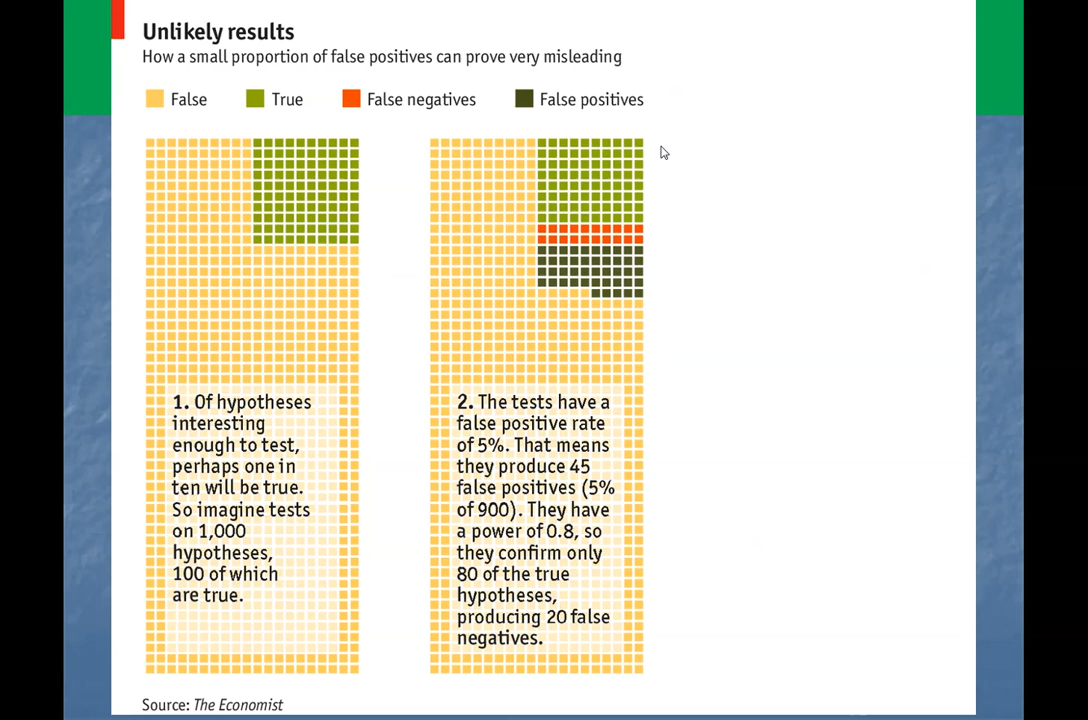 Unlikely results
How a small proportion of false positives can prove very misleading
False True False negatives False positives
1. Of hypotheses
interesting
enough to test,
perhaps one in
ten will be true.
So imagine tests
on 1,000
hypotheses,
100 of which
are true.
2. The tests have a
false positive rate
of 5%. That means
they produce 45
false positives (5%
of 900). They have
a power of 0.8, so
they confirm only
80 of the true
hypotheses,
producing 20 false
negatives.
Source: The Economist